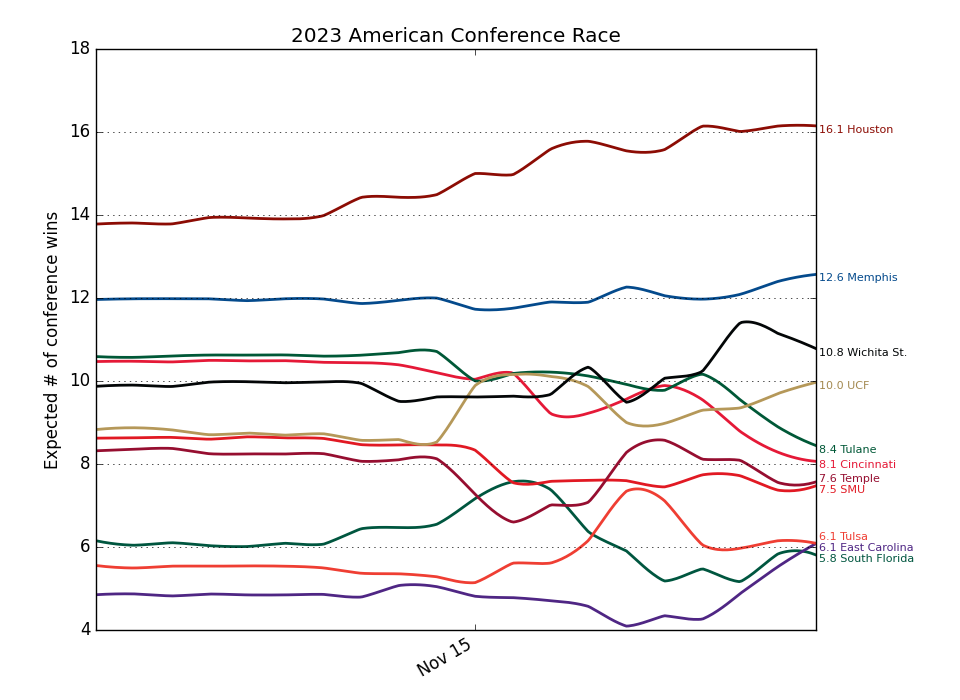 2023 American Conference Race
Expected # of conference wins
18
16
14
12
10
8
6
4
Nov 15
16.1 Houston
12.6 Memphis
10.8 Wichita St.
10.0 UCF
8.4 Tulane
8.1 Cincinnati
7.6 Temple
7.5 SMU
6.1 Tulsa
6.1 East Carolina
5.8 South Florida